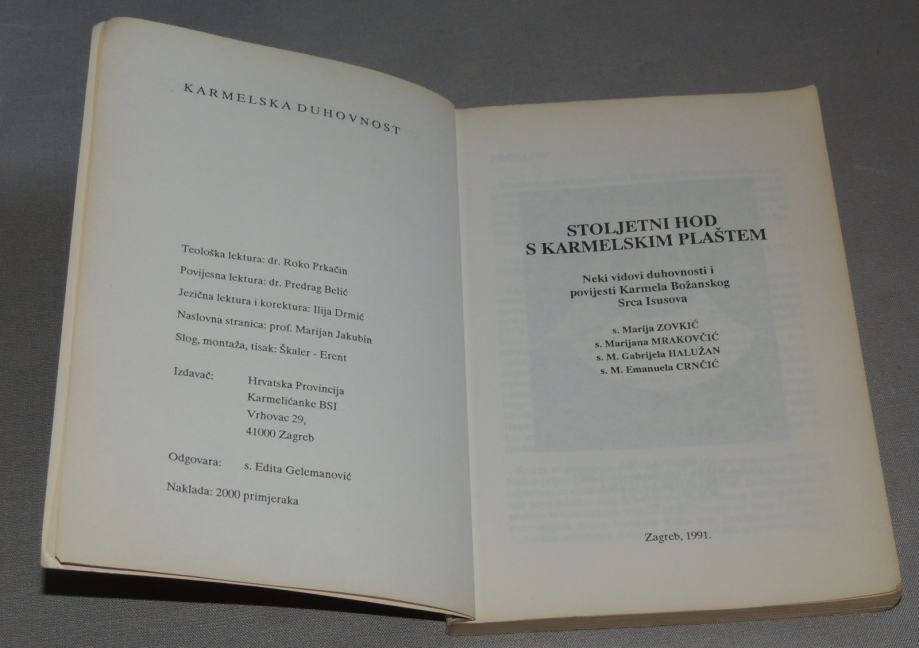 KARMELSKA DUHOVNOST
Teološka lektura: dr. Roko Prkačin
Povijesna lektura: dr. Predrag Belić
Jezična lektura i korektura: Ilija Drmić
Naslovna stranica: prof. Marijan Jakubin
Slog, montaža, tisak: Škaler - Erent
Izdavač: Hrvatska Provincija
Karmelićanke BSI
Vrhovac 29,
41000 Zagreb
Odgovara: s. Edita Gelemanović
Naklada: 2000 primjeraka
STOLJETNI HOD
S KARMELSKIM PLAŠTEM
Neki vidovi duhovnosti i
povijesti Karmela Božanskog
Srca Isusova
s. Marija ZOVKIĆ
s. Marijana MRAKOVČIĆ
s. M. Gabrijela HALUŽAN
s. M. Emanuela CRNČIĆ
Zagreb, 1991.